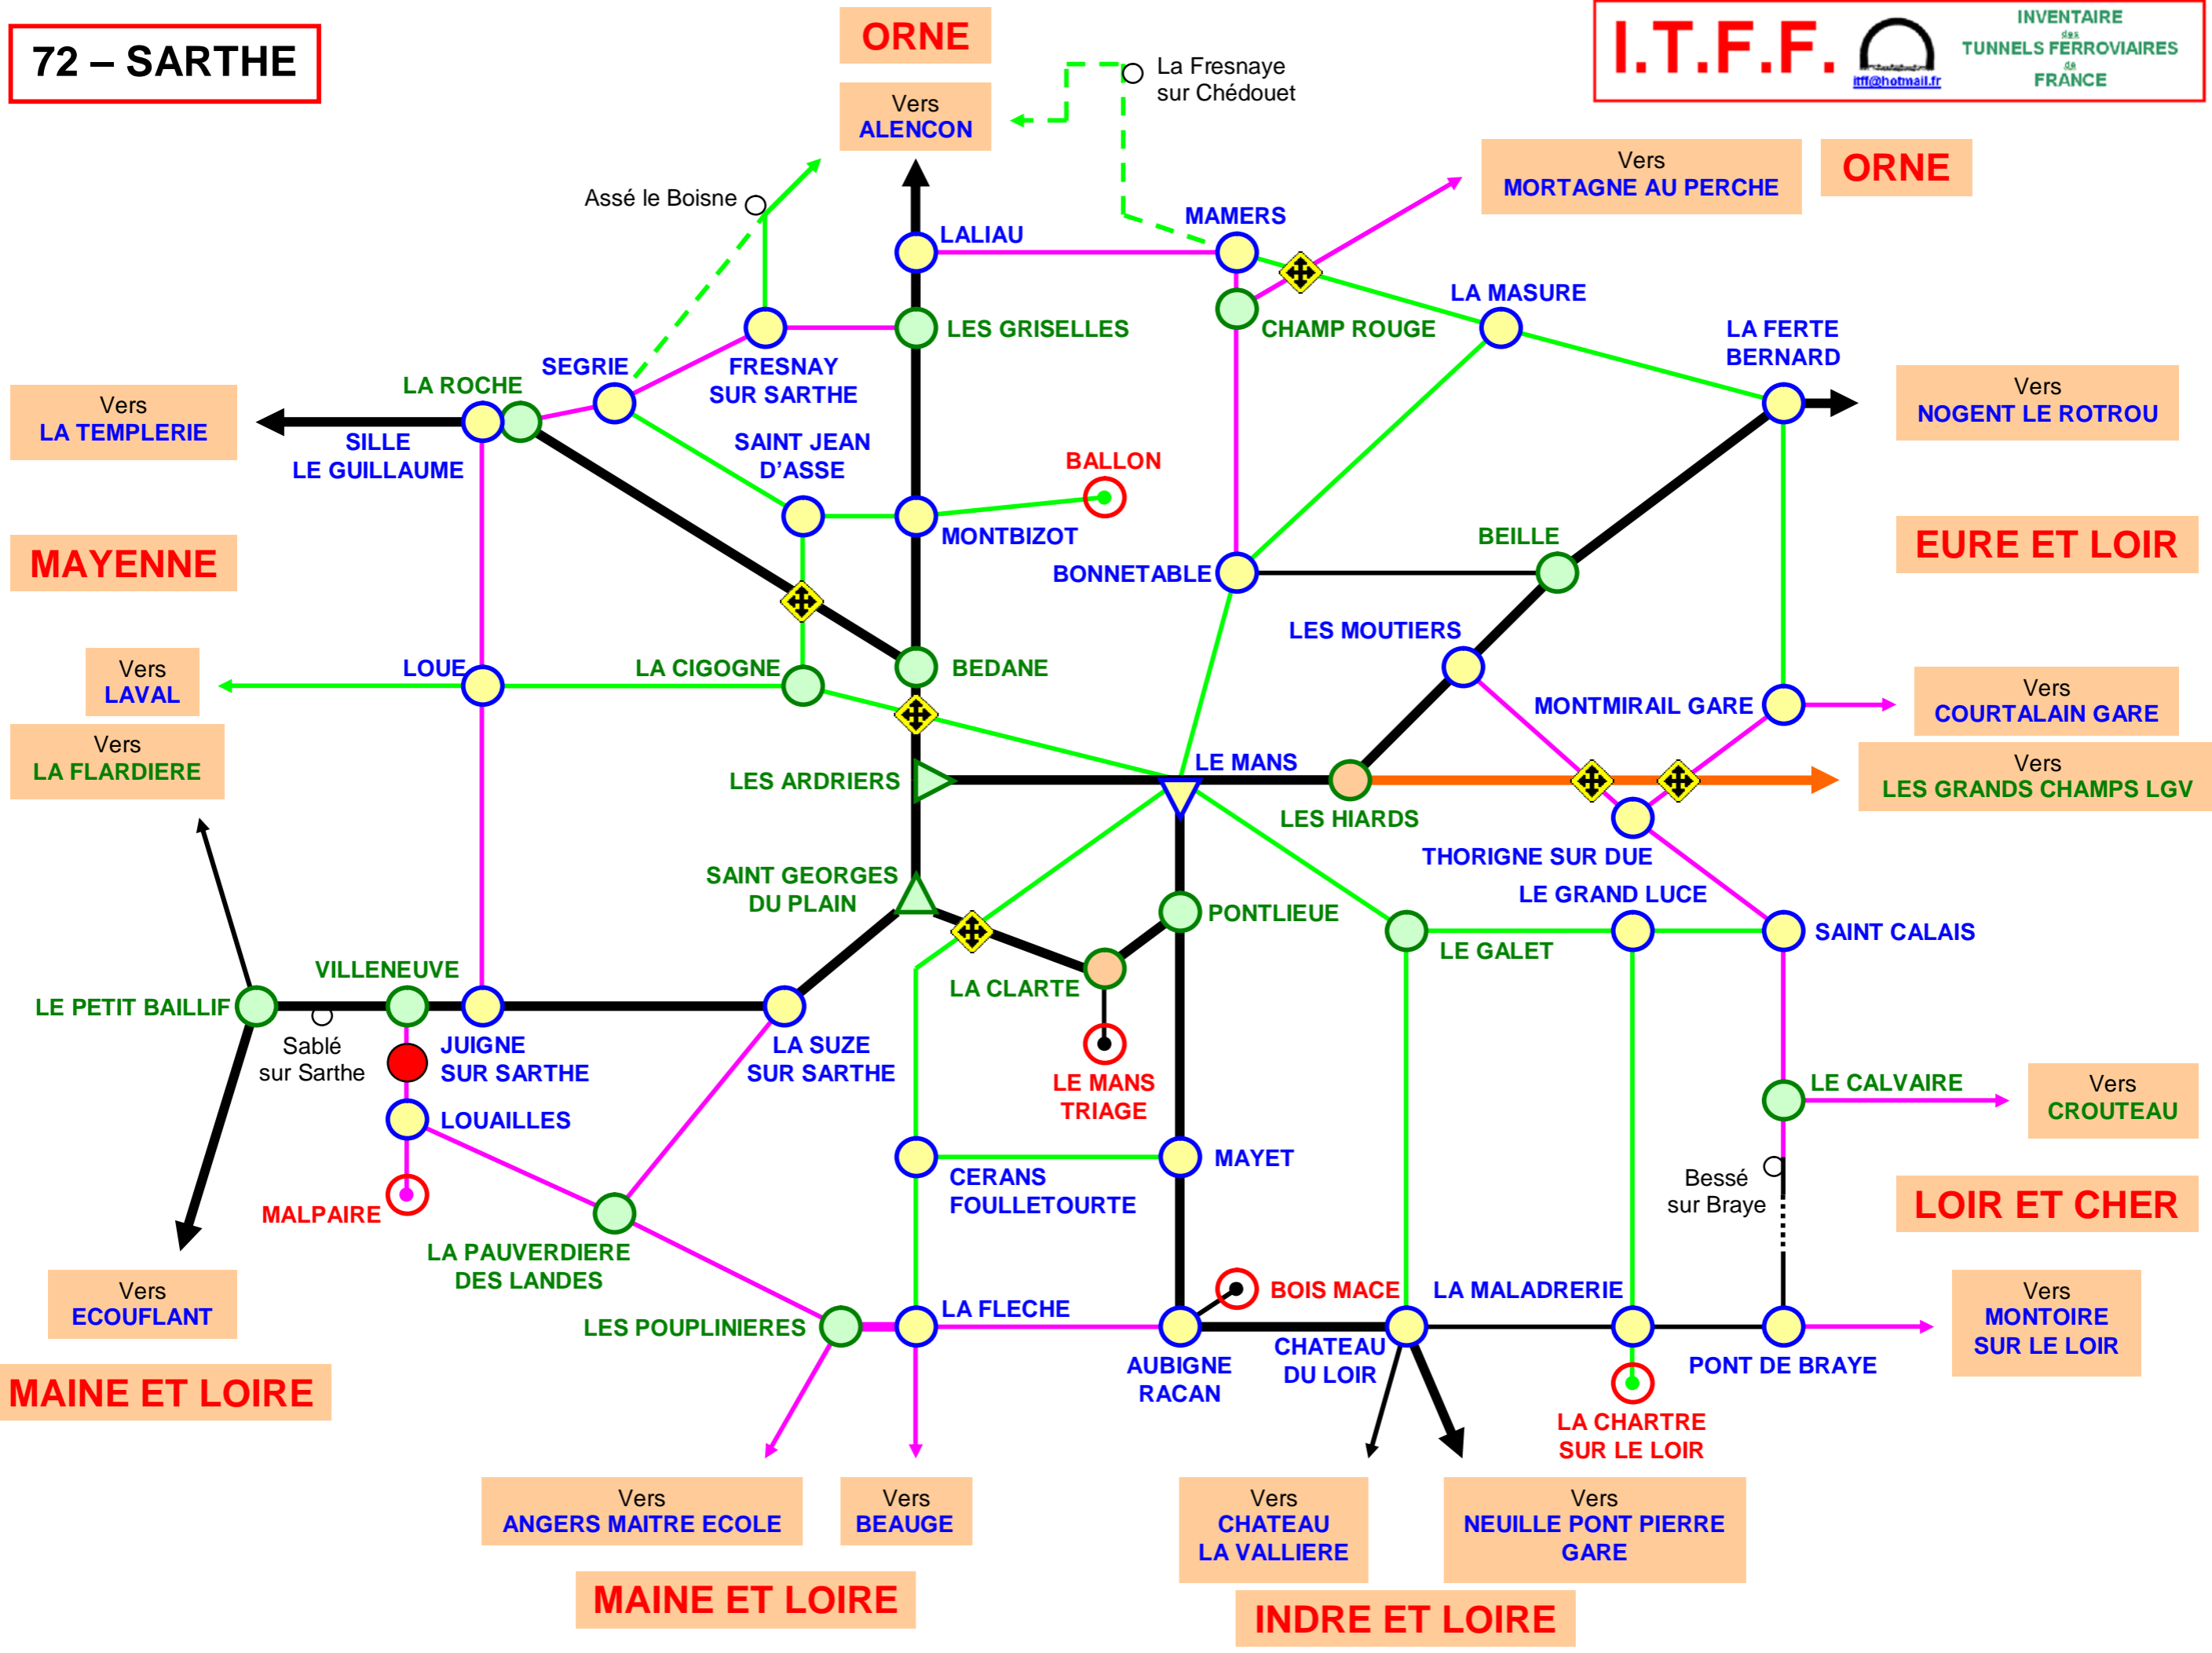 72 – SARTHE
ORNE
I.T.F.F.
itff@hotmail.fr
INVENTAIRE
des
TUNNELS FERROVIAIRES
de
FRANCE
La Fresnaye
sur Chédouet
Vers
ALENCON
Vers
MORTAGNE AU PERCHE
ORNE
Assé le Boisne
MAMERS
LALIAU
LA MASURE
LES GRISELLES
CHAMP ROUGE
LA FERTE
BERNARD
SEGRIE
FRESNAY
SUR SARTHE
LA ROCHE
Vers
LA TEMPLERIE
Vers
NOGENT LE ROTROU
SILLE
LE GUILLAUME
SAINT JEAN
D'ASSE
BALLON
MONTBIZOT
BEILLE
MAYENNE
EURE ET LOIR
BONNETABLE
LES MOUTIERS
Vers
LAVAL
LOUE
LA CIGOGNE
BEDANE
MONTMIRAIL GARE
Vers
COURTALAIN GARE
Vers
LA FLARDIERE
LES ARDRIERS
LE MANS
Vers
LES GRANDS CHAMPS LGV
LES HIARDS
THORIGNE SUR DUE
SAINT GEORGES
DU PLAIN
LE GRAND LUCE
PONTLIEUE
LE GALET
SAINT CALAIS
VILLENEUVE
LA CLARTE
LE PETIT BAILLIF
Sablé
sur Sarthe
JUIGNE
SUR SARTHE
LA SUZE
SUR SARTHE
LE MANS
TRIAGE
LE CALVAIRE
Vers
CROUTEAU
LOUAILLES
MAYET
CERANS
FOULLETOURTE
Bessé
sur Braye
LOIR ET CHER
MALPAIRE
LA PAUVERDIERE
DES LANDES
Vers
ECOUFLANT
BOIS MACE
LA MALADRERIE
LA FLECHE
LES POUPLINIERES
Vers
MONTOIRE
SUR LE LOIR
CHATEAU
DU LOIR
AUBIGNE
RACAN
PONT DE BRAYE
MAINE ET LOIRE
LA CHARTRE
SUR LE LOIR
Vers
ANGERS MAITRE ECOLE
Vers
BEAUGE
Vers
CHATEAU
LA VALLIERE
Vers
NEUILLE PONT PIERRE
GARE
MAINE ET LOIRE
INDRE ET LOIRE